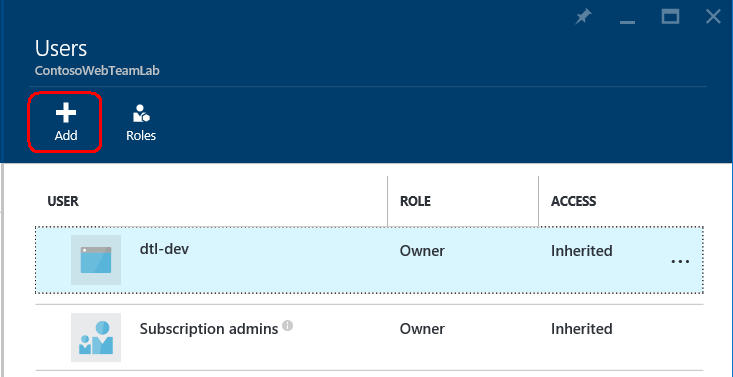 Users
ContosoWebTeamLab
Add Roles
USER ROLE ACCESS
dtl-dev Owner Inherited ...
Subscription admins Owner Inherited